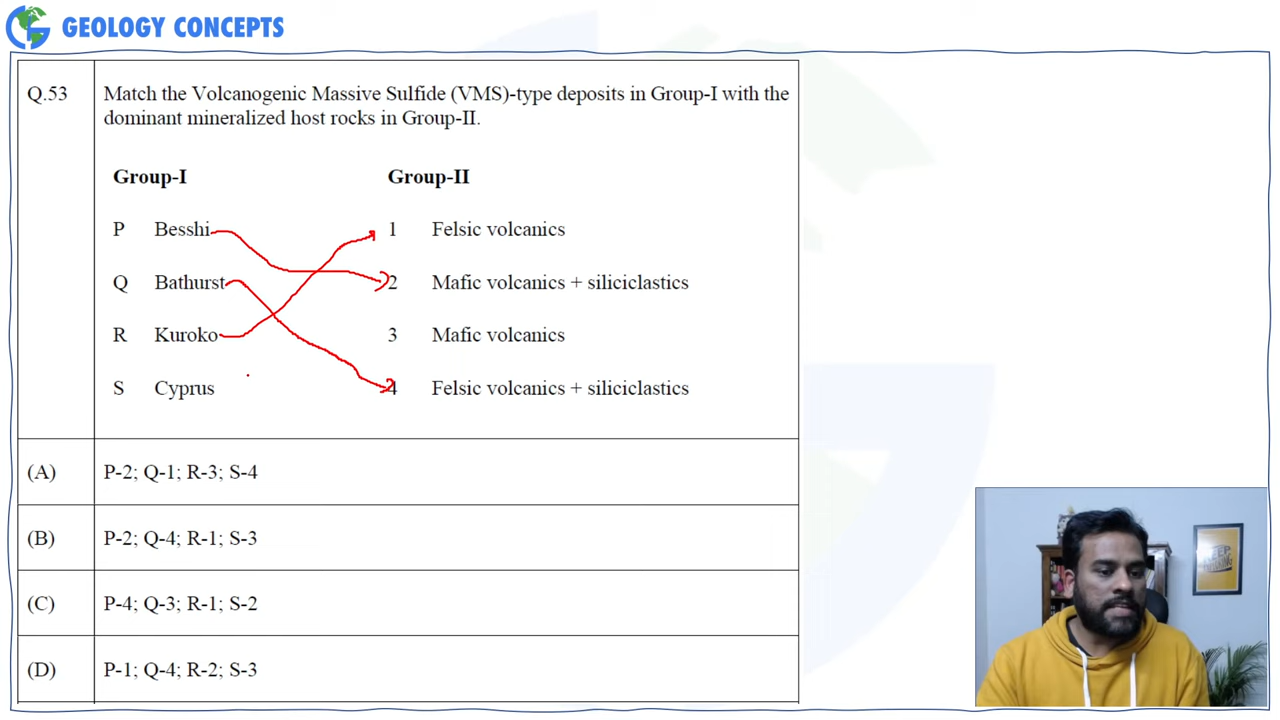 GEOLOGY CONCEPTS
Q.53 Match the Volcanogenic Massive Sulfide (VMS)-type deposits in Group-I with the
dominant mineralized host rocks in Group-II.
Group-I Group-II
P Besshi 1 Felsic volcanics
Q Bathurst 2 Mafic volcanics + siliciclastics
R Kuroko 3 Mafic volcanics
S Cyprus 4 Felsic volcanics + siliciclastics
(A) P-2; Q-1; R-3; S-4
(B) P-2; Q-4; R-1; S-3
(C) P-4; Q-3; R-1; S-2
(D) P-1; Q-4; R-2; S-3
KEEP